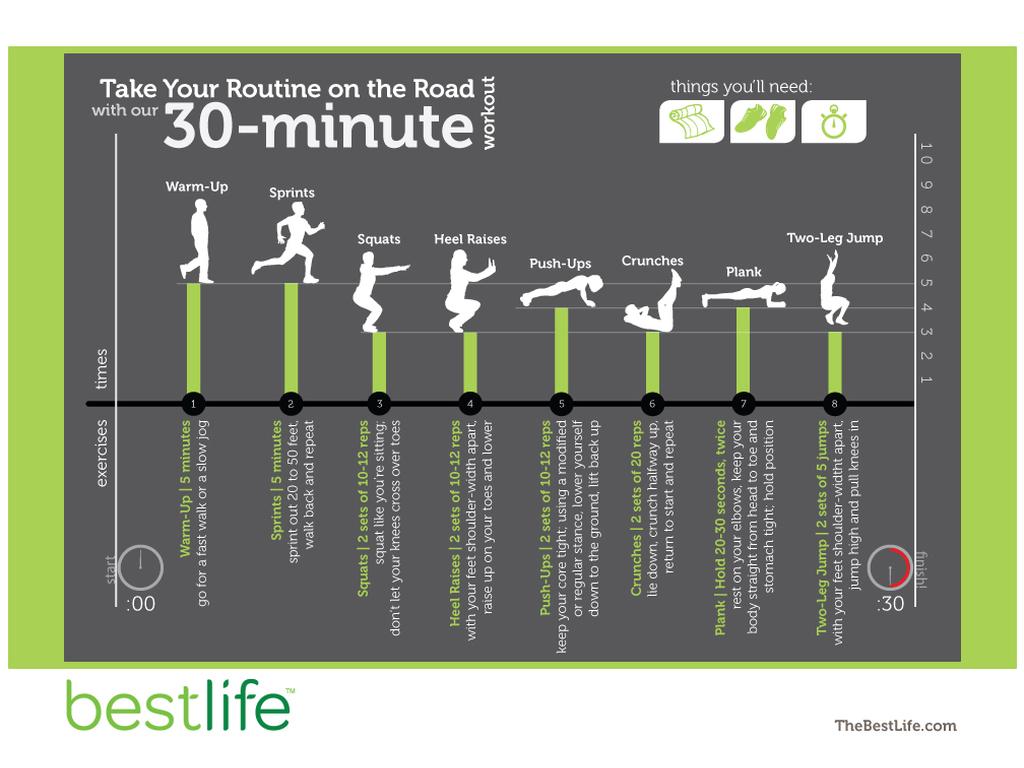 Take Your Routine on the Road
with our 30-minute workout
things you'll need:
Warm-Up
Sprints
Squats
Heel Raises
Push-Ups
Crunches
Plank
Two-Leg Jump
10
9
8
7
6
5
4
3
2
1
times
exercises
1
2
3
4
5
6
7
8
Warm-Up | 5 minutes
go for a fast walk or a slow jog
Sprints | 5 minutes
sprint out 20 to 50 feet,
walk back and repeat
Squats | 2 sets of 10-12 reps
squat like you're sitting;
don't let your knees cross over toes
Heel Raises | 2 sets of 10-12 reps
with your feet shoulder-width apart,
raise up on your toes and lower
Push-Ups | 2 sets of 10-12 reps
keep your core tight; using a modified
or regular stance, lower yourself
down to the ground, lift back up
Crunches | 2 sets of 20 reps
lie down, crunch halfway up,
return to start and repeat
Plank | Hold 20-30 seconds, twice
rest on your elbows, keep your
body straight from head to toe and
stomach tight; hold position
Two-Leg Jump | 2 sets of 5 jumps
with your feet shoulder-widtht apart,
jump high and pull knees in
start
:00
finish!
:30
bestlife™
TheBestLife.com